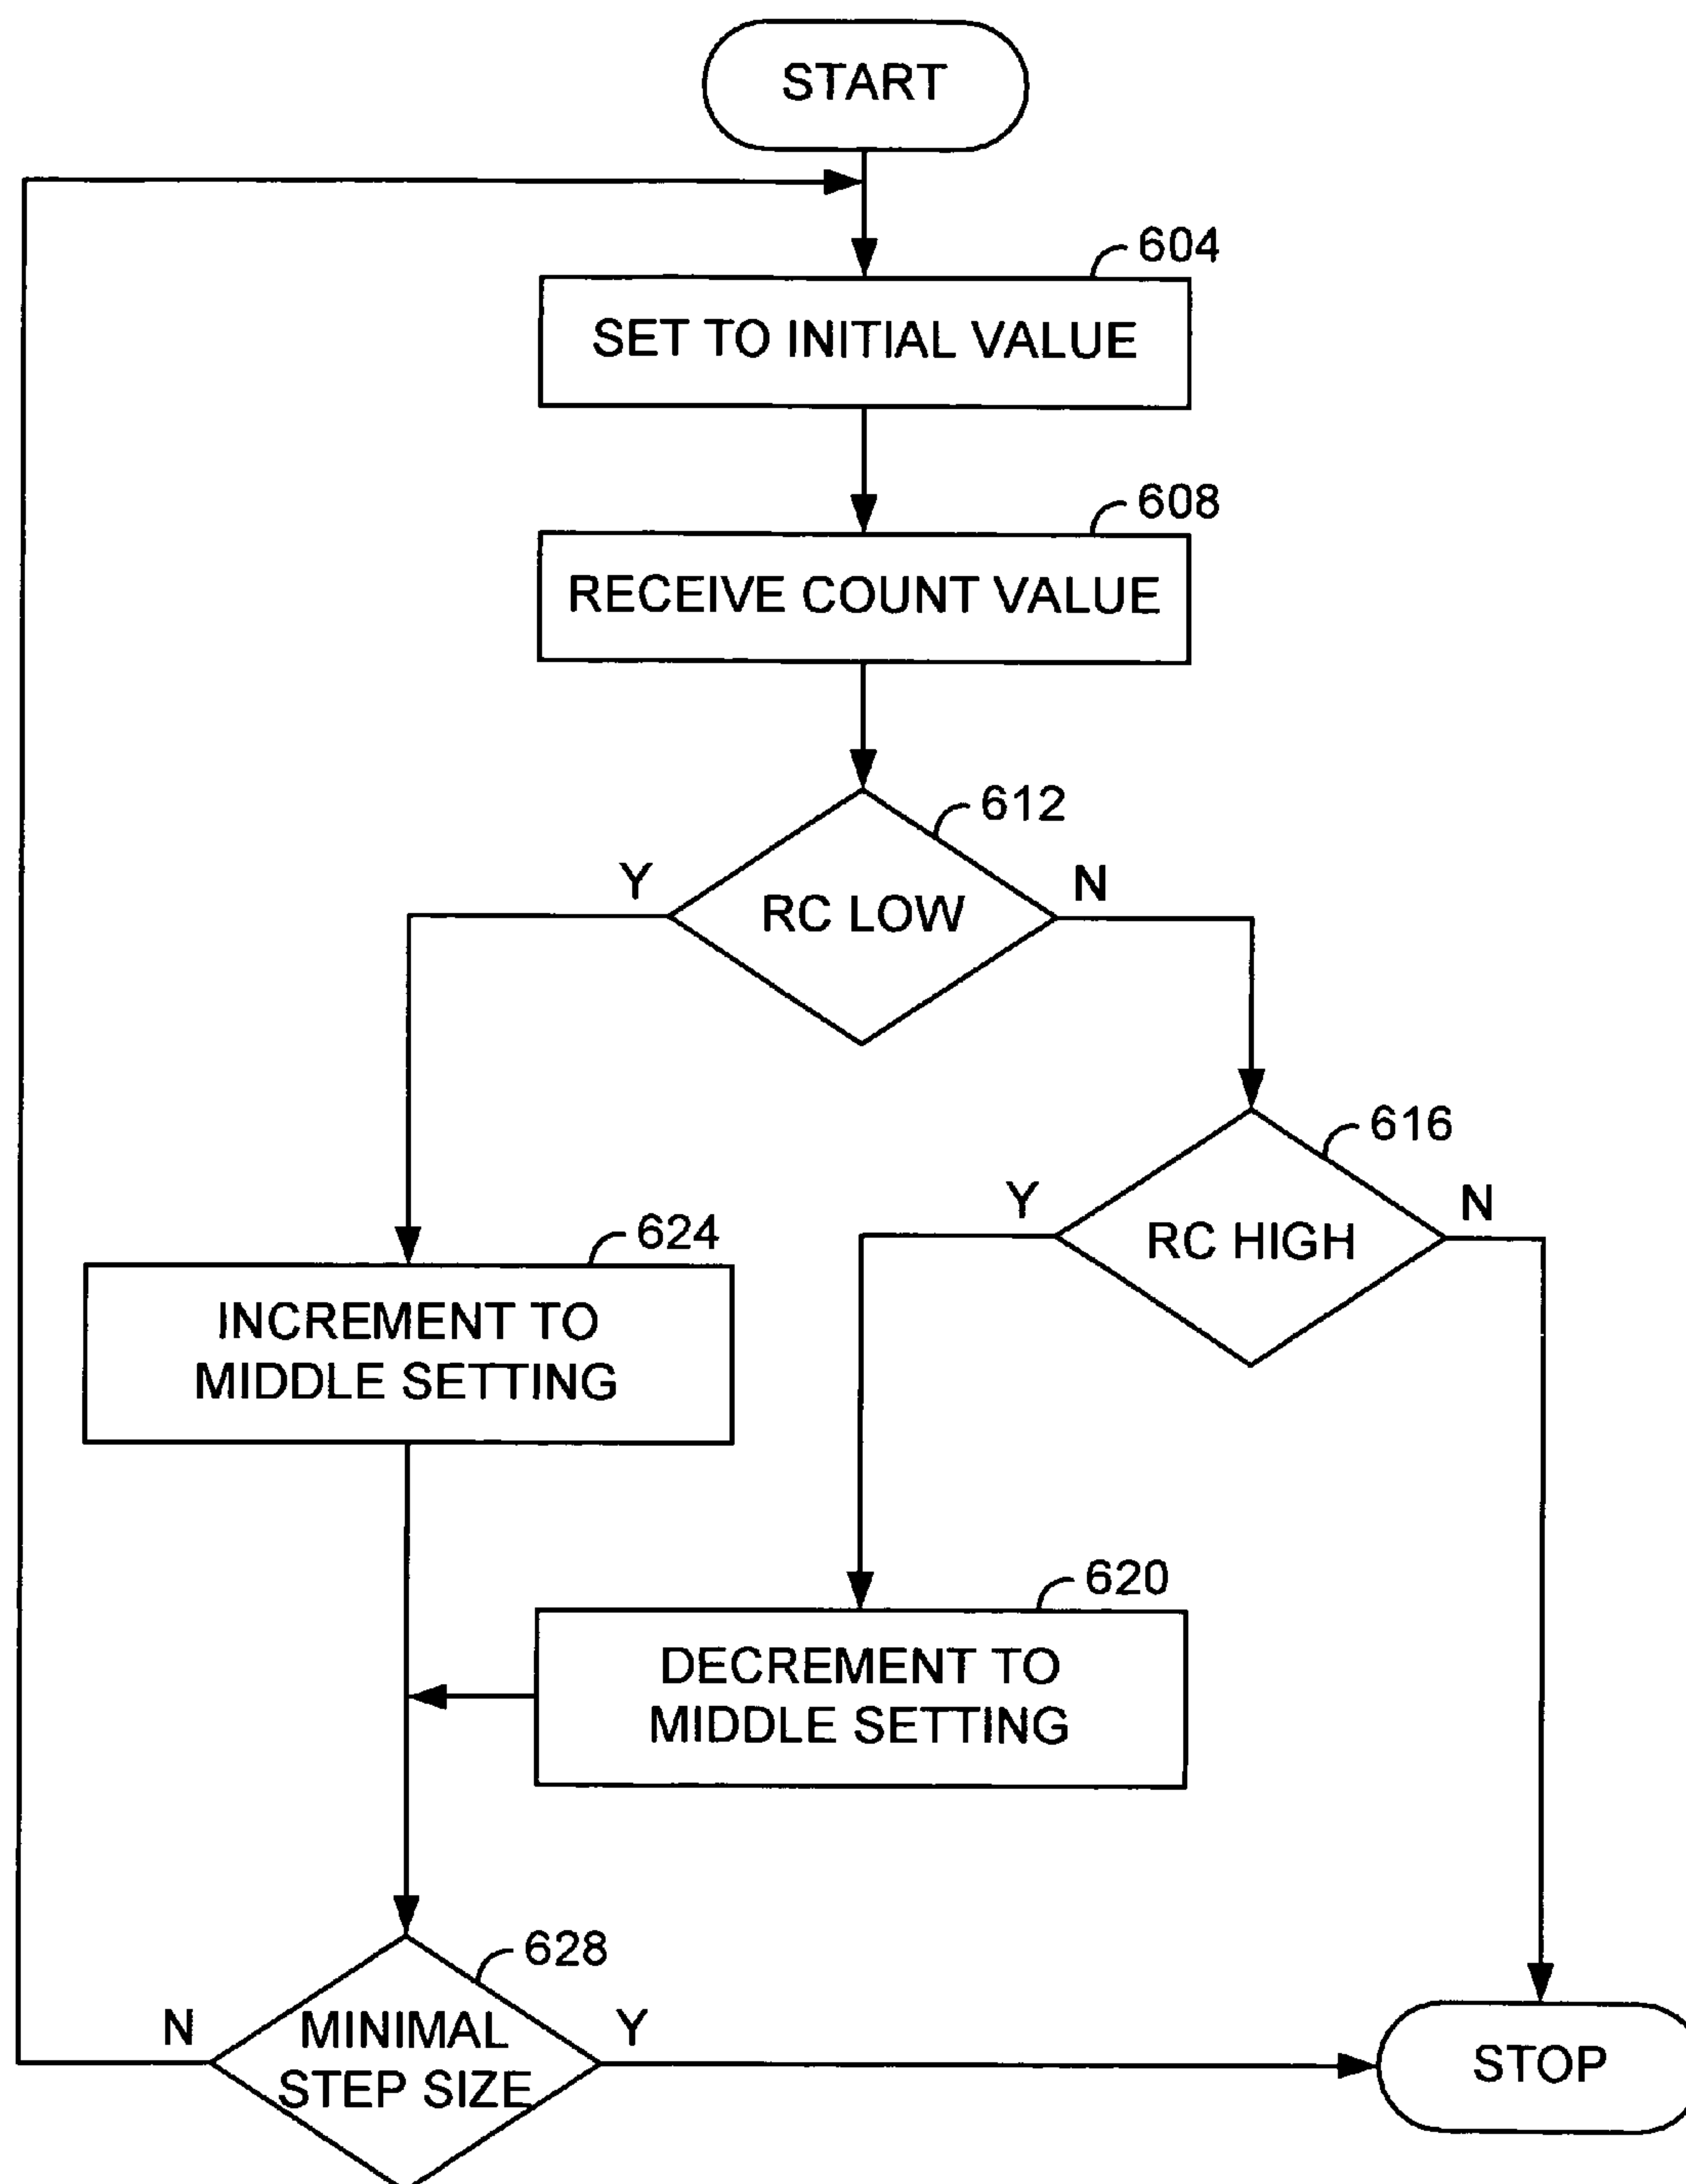 START
604
SET TO INITIAL VALUE
608
RECEIVE COUNT VALUE
612
Y
RC LOW
N
616
Y
RC HIGH
N
624
INCREMENT TO
MIDDLE SETTING
620
DECREMENT TO
MIDDLE SETTING
628
N
MINIMAL
STEP SIZE
Y
STOP